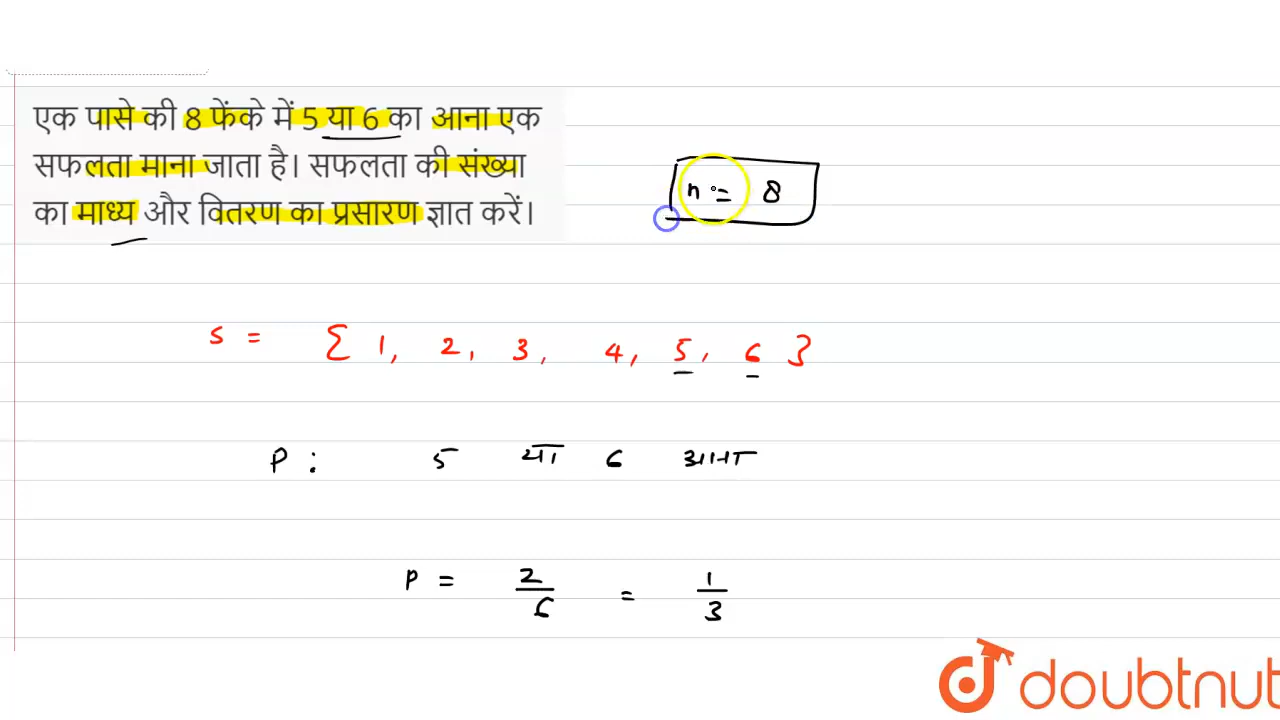 एक पासे की 8 फेंके में 5 या 6 का आना एक
सफलता माना जाता है। सफलता की संख्या
का माध्य और वितरण का प्रसारण ज्ञात करें।
n = 8
S = { 1, 2, 3, 4, 5, 6 }
P : 5 या 6 आना
P = 2/6 = 1/3
doubtnut